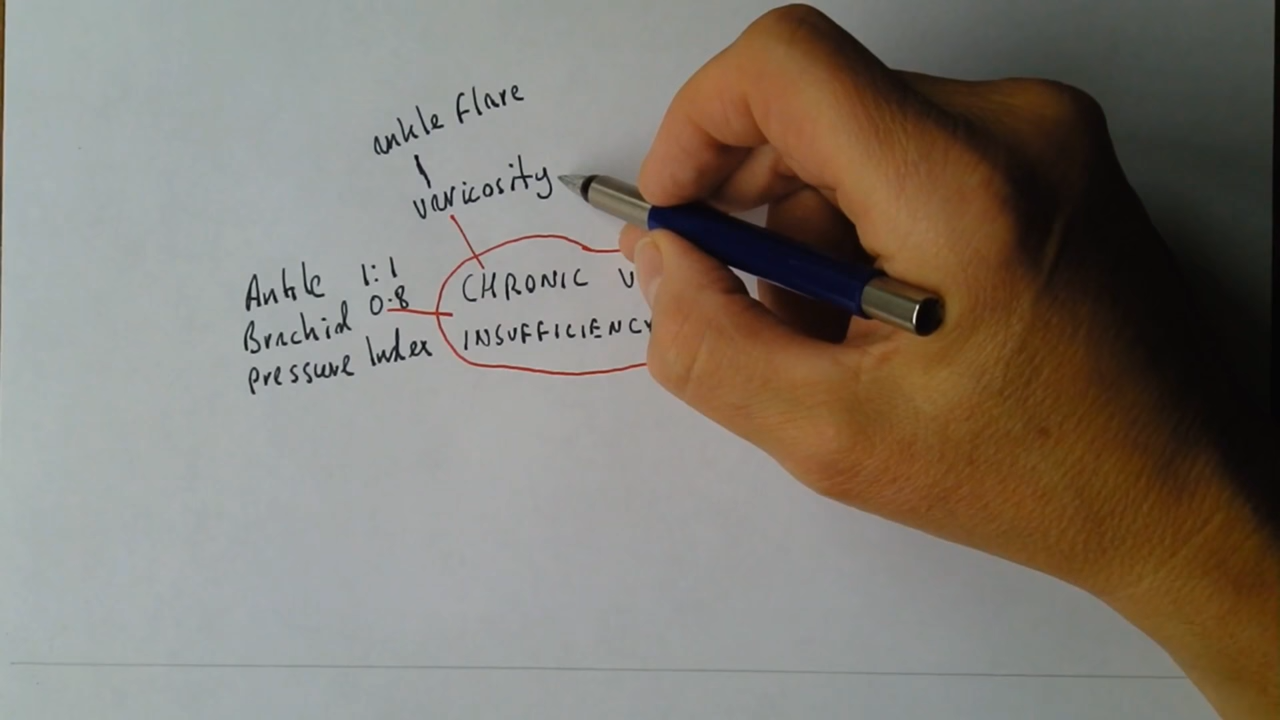 ankle flare
varicosity
Ankle 1:1
Brachial 0.8
pressure Index
CHRONIC V
INSUFFICIENCY